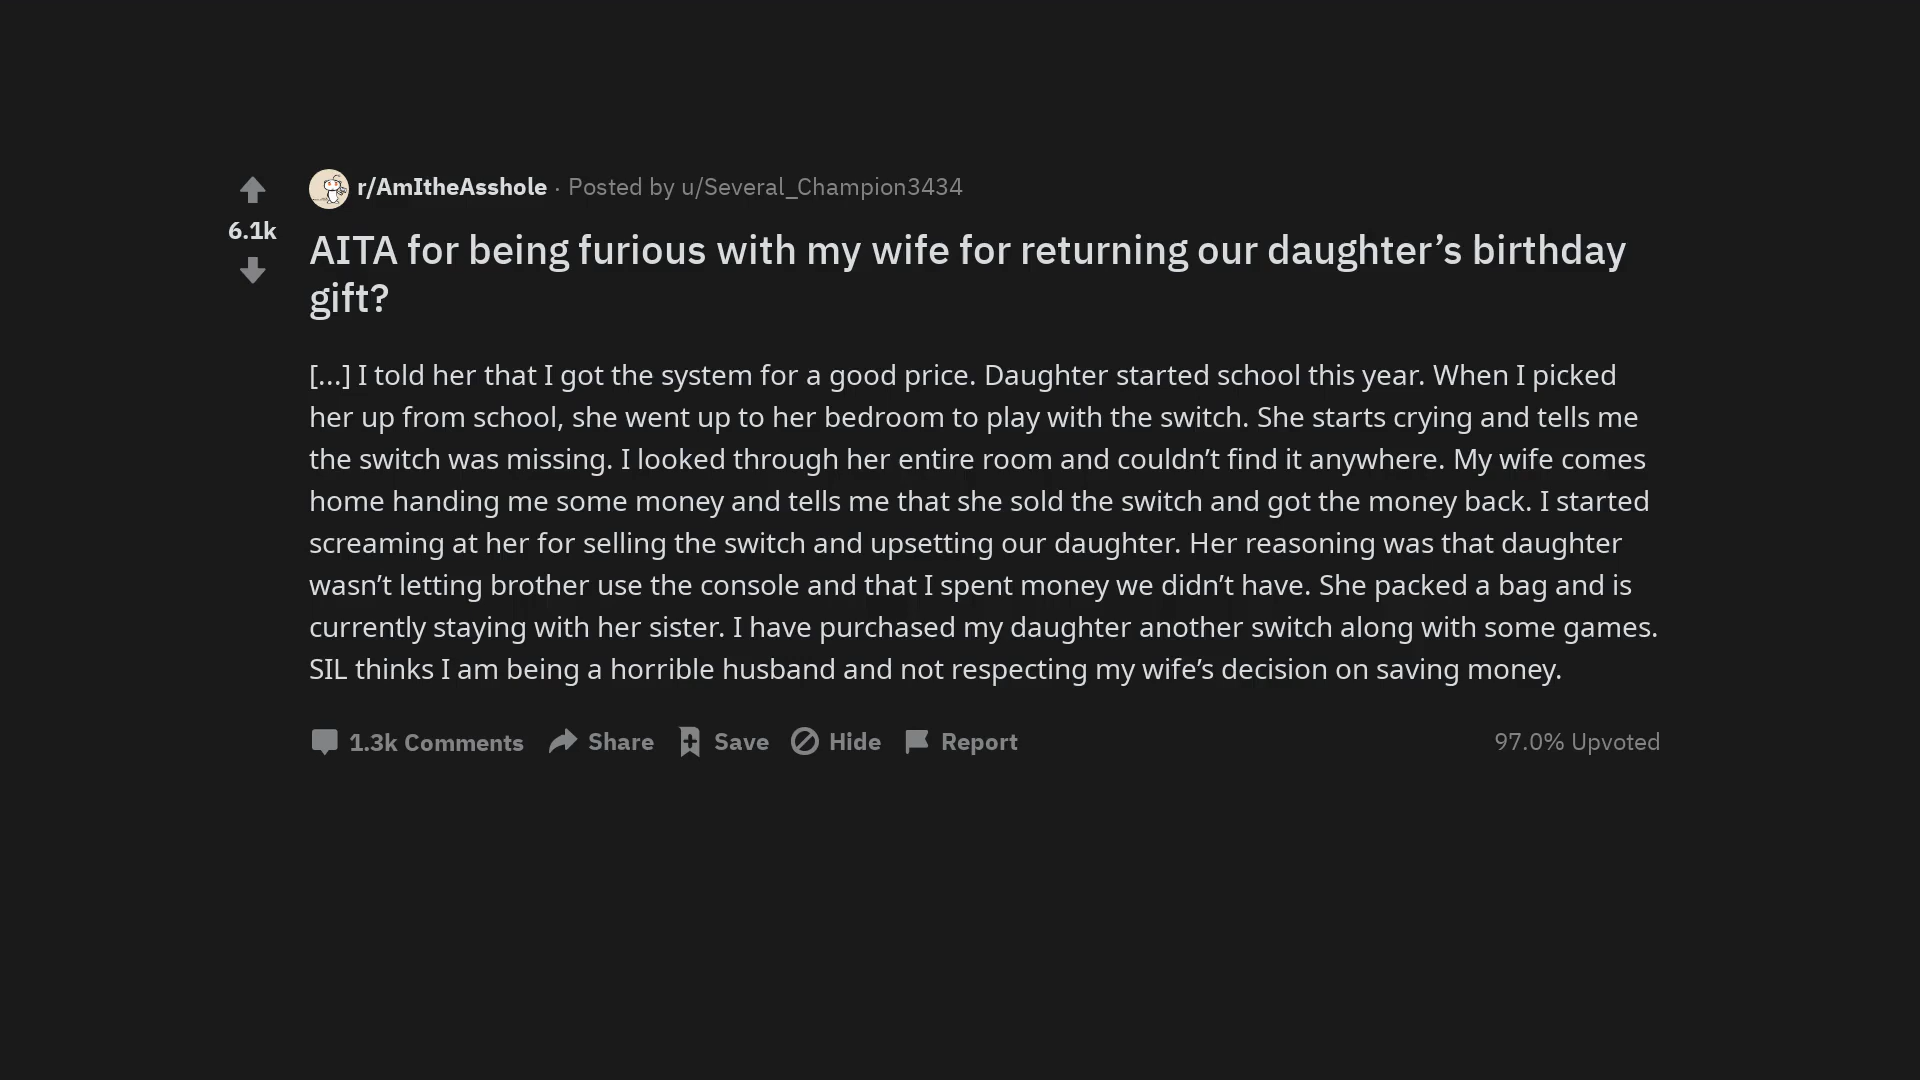 r/AmItheAsshole · Posted by u/Several_Champion3434
6.1k
AITA for being furious with my wife for returning our daughter’s birthday
gift?
[...] I told her that I got the system for a good price. Daughter started school this year. When I picked
her up from school, she went up to her bedroom to play with the switch. She starts crying and tells me
the switch was missing. I looked through her entire room and couldn’t find it anywhere. My wife comes
home handing me some money and tells me that she sold the switch and got the money back. I started
screaming at her for selling the switch and upsetting our daughter. Her reasoning was that daughter
wasn’t letting brother use the console and that I spent money we didn’t have. She packed a bag and is
currently staying with her sister. I have purchased my daughter another switch along with some games.
SIL thinks I am being a horrible husband and not respecting my wife’s decision on saving money.
1.3k Comments Share Save Hide Report 97.0% Upvoted